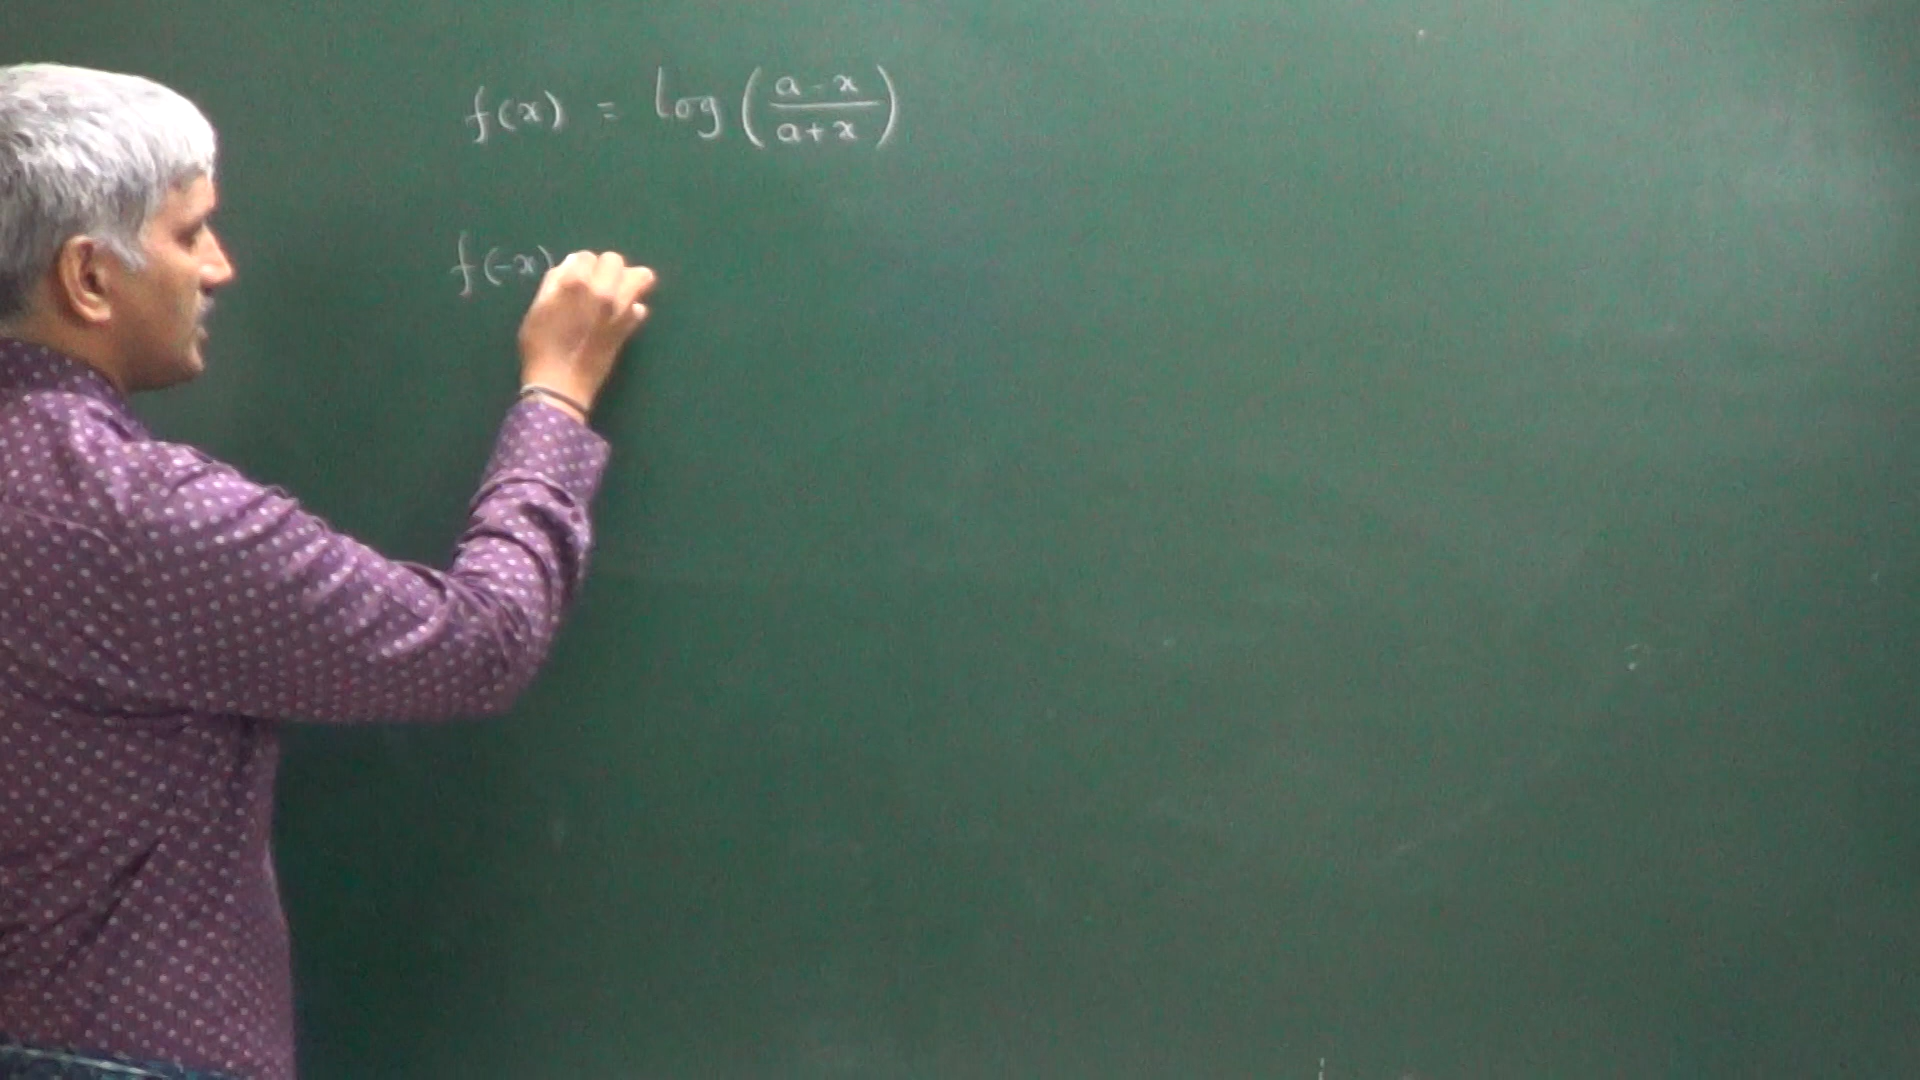 f(x) = log ( (a-x)/(a+x) )
f(-x)